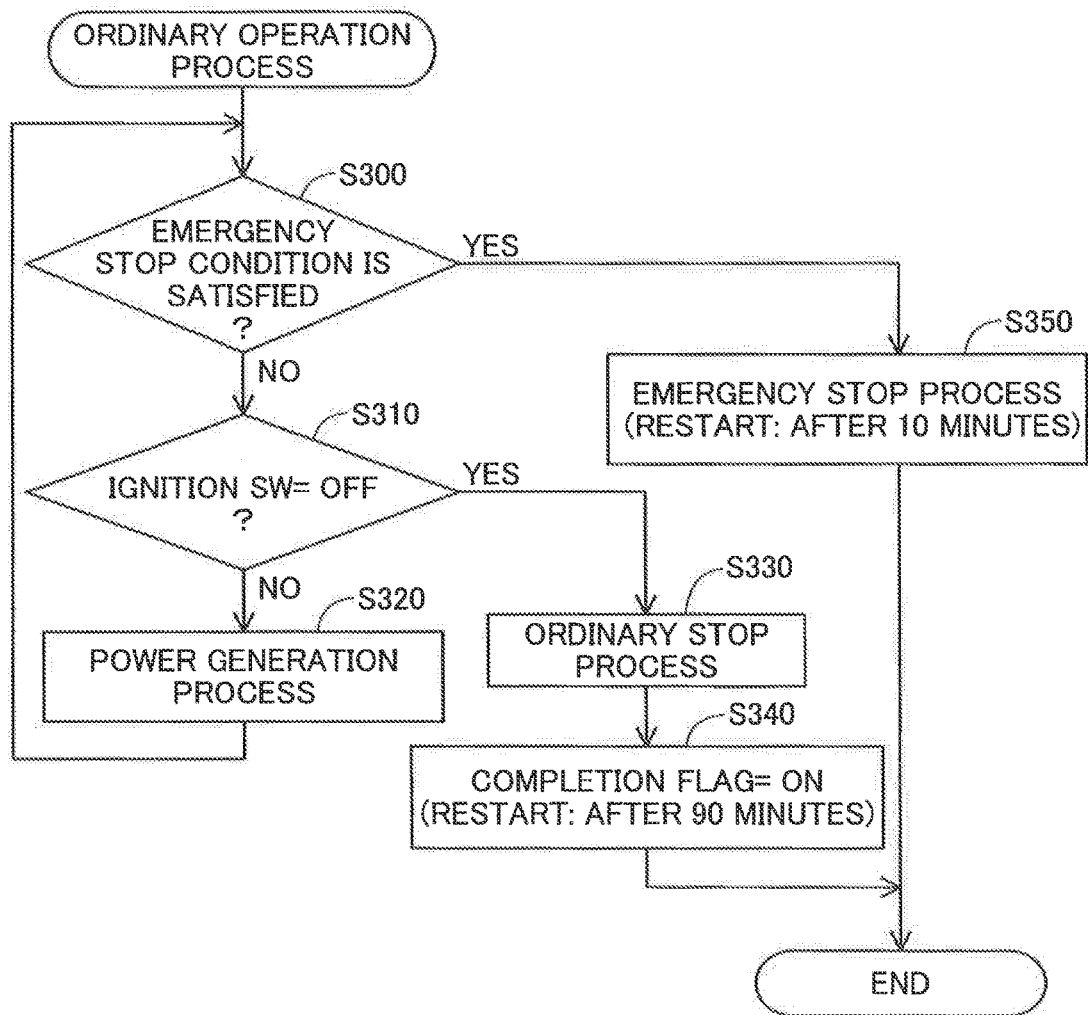 ORDINARY OPERATION
PROCESS
S300
EMERGENCY
STOP CONDITION IS
SATISFIED
?
YES
NO
S350
EMERGENCY STOP PROCESS
(RESTART: AFTER 10 MINUTES)
S310
IGNITION SW= OFF
?
YES
NO
S320
POWER GENERATION
PROCESS
S330
ORDINARY STOP
PROCESS
S340
COMPLETION FLAG= ON
(RESTART: AFTER 90 MINUTES)
END